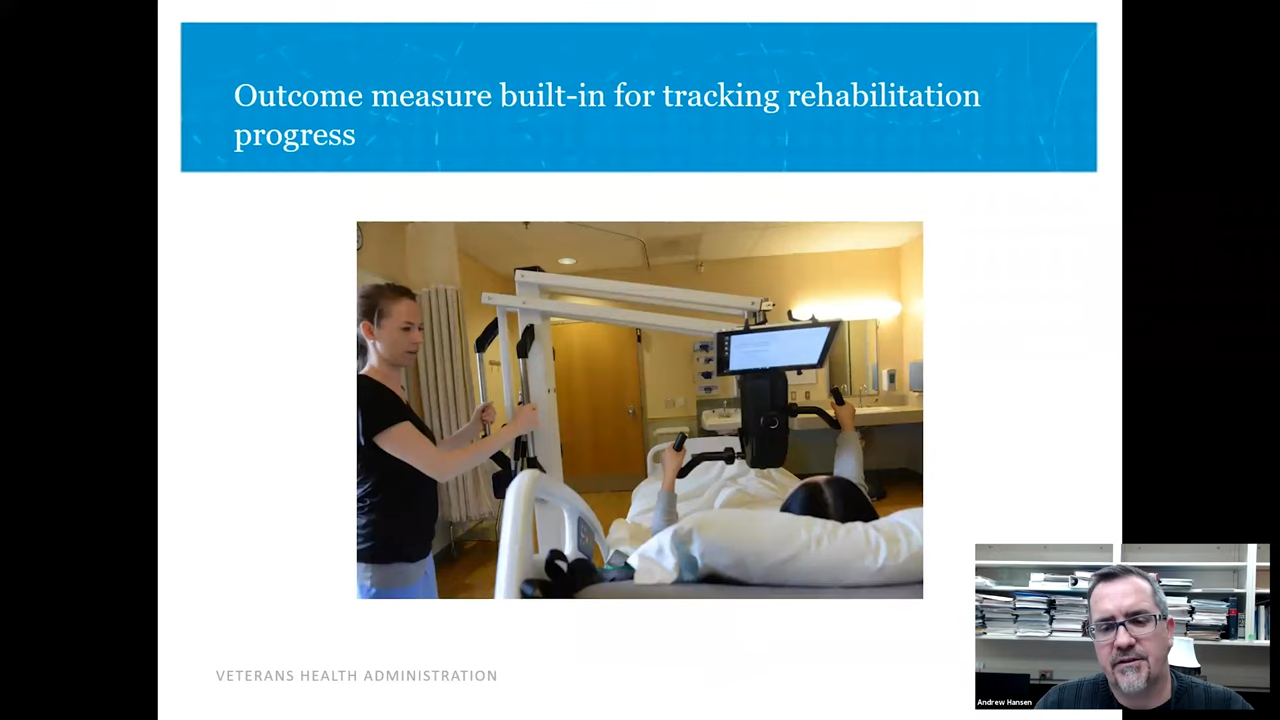 Outcome measure built-in for tracking rehabilitation
progress
VETERANS HEALTH ADMINISTRATION
Andrew Hansen